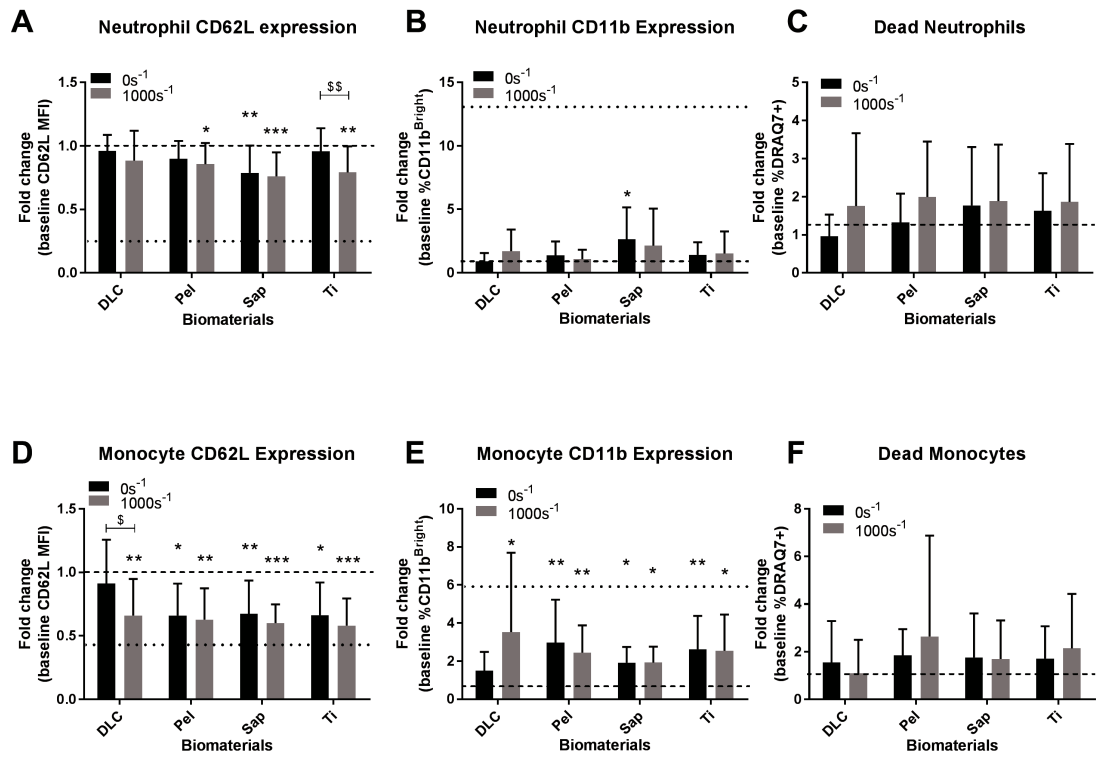 A
Neutrophil CD62L expression
0s-1
1000s-1
Fold change
(baseline CD62L MFI)
1.5
1.0
0.5
0.0
* ** *** $$ **
DLC Pel Sap Ti
Biomaterials
B
Neutrophil CD11b Expression
0s-1
1000s-1
Fold change
(baseline %CD11bBright)
15
10
5
0
*
DLC Pel Sap Ti
Biomaterials
C
Dead Neutrophils
0s-1
1000s-1
Fold change
(baseline %DRAQ7+)
5
4
3
2
1
0
DLC Pel Sap Ti
Biomaterials
D
Monocyte CD62L Expression
0s-1
1000s-1
Fold change
(baseline CD62L MFI)
1.5
1.0
0.5
0.0
$ ** * ** ** *** * ***
DLC Pel Sap Ti
Biomaterials
E
Monocyte CD11b Expression
0s-1
1000s-1
Fold change
(baseline %CD11bBright)
10
8
6
4
2
0
* ** ** * * ** *
DLC Pel Sap Ti
Biomaterials
F
Dead Monocytes
0s-1
1000s-1
Fold change
(baseline %DRAQ7+)
8
6
4
2
0
DLC Pel Sap Ti
Biomaterials